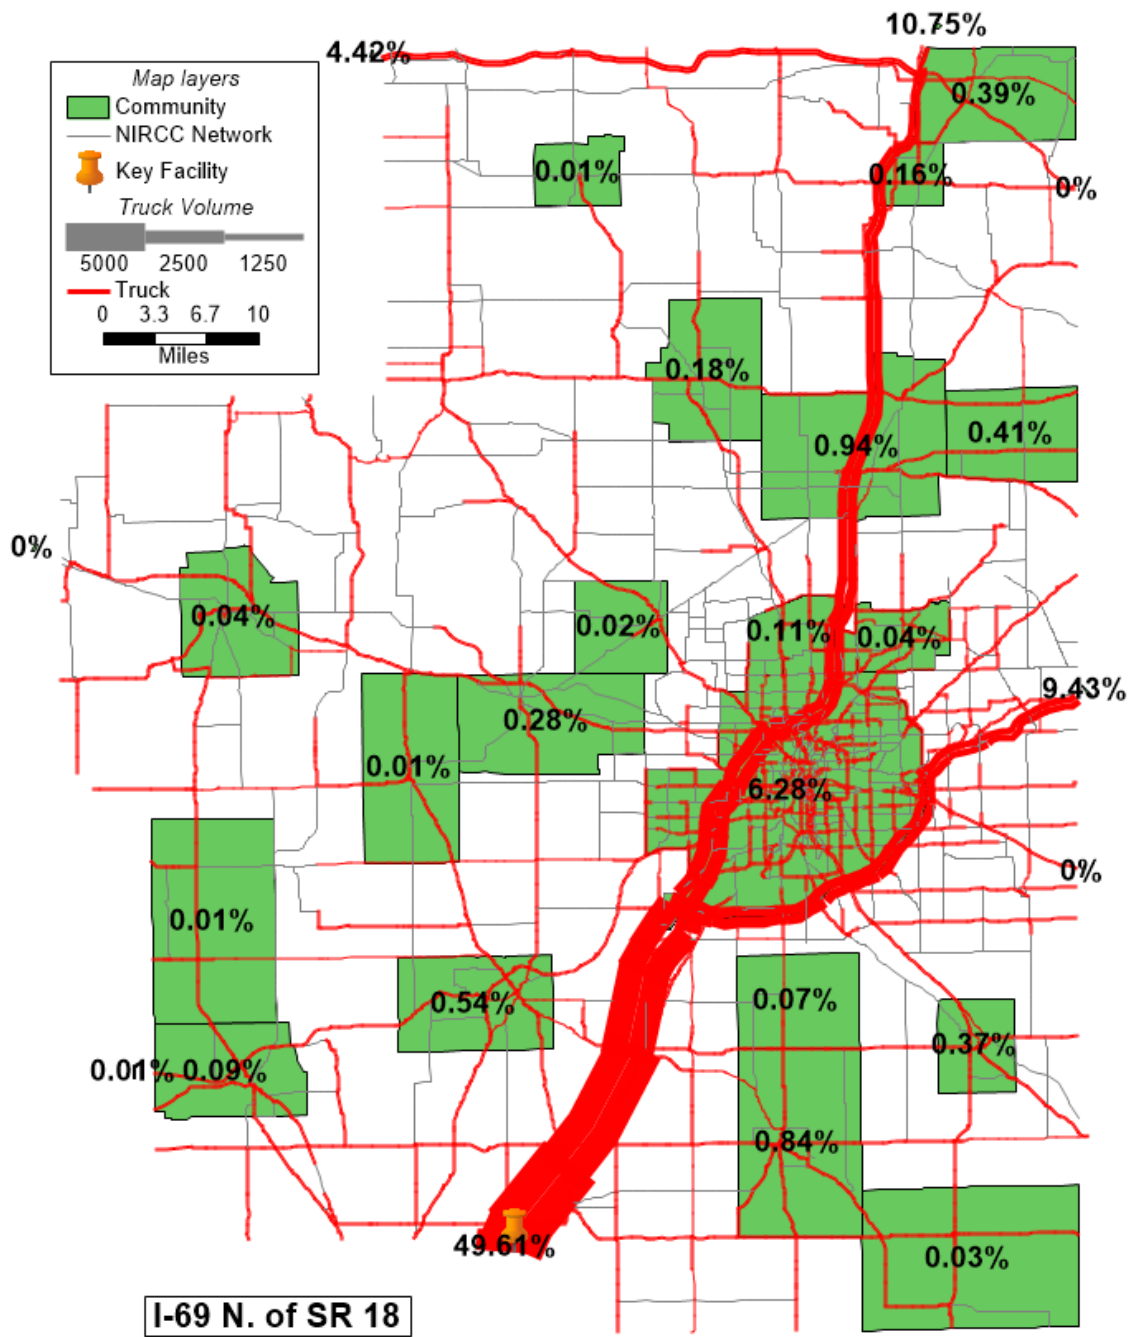 10.75%
4.42%
Map layers
Community
NIRCC Network
Key Facility
Truck Volume
5000 2500 1250
Truck
0 3.3 6.7 10
Miles
0.39%
0.01%
0.16%
0%
0.18%
0.94%
0.41%
0%
0.04%
0.02%
0.11%
0.04%
9.43%
0.28%
0.01%
6.28%
0%
0.01%
0.54%
0.07%
0.37%
0.01% 0.09%
0.84%
49.61%
0.03%
I-69 N. of SR 18